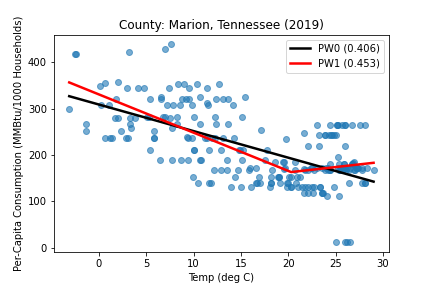 County: Marion, Tennessee (2019)
PW0 (0.406)
PW1 (0.453)
Per-Capita Consumption (MMBtu/1000 Households)
400
300
200
100
0
0 5 10 15 20 25 30
Temp (deg C)